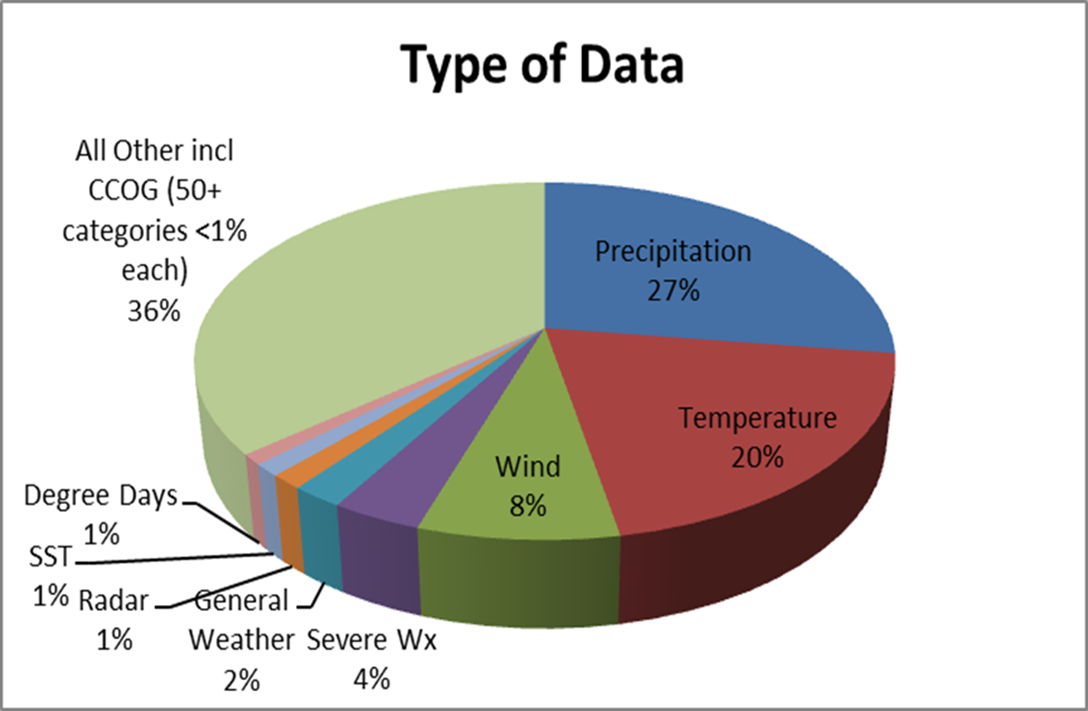 Type of Data
All Other incl
CCOG (50+
categories <1%
each)
36%
Precipitation
27%
Temperature
20%
Wind
8%
Degree Days
1%
SST
1%
Radar
1%
General
Weather
2%
Severe Wx
4%